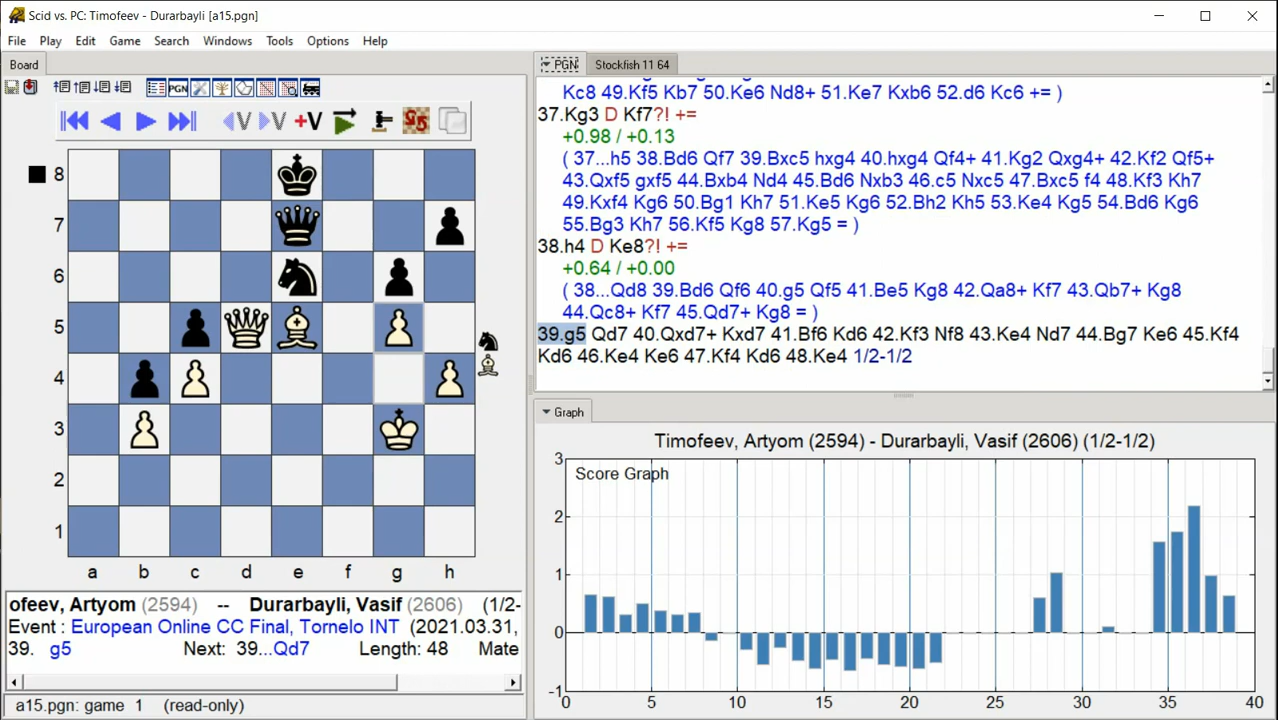 Scid vs. PC: Timofeev - Durarbayli [a15.pgn]
File Play Edit Game Search Windows Tools Options Help
Board
PGN
V V +V
8
7
6
5
4
3
2
1
a b c d e f g h
ofeev, Artyom (2594) -- Durarbayli, Vasif (2606) (1/2-
Event : European Online CC Final, Tornelo INT (2021.03.31,
39. g5 Next: 39...Qd7 Length: 48 Mate
a15.pgn: game 1 (read-only)
PGN Stockfish 11 64
Kc8 49.Kf5 Kb7 50.Ke6 Nd8+ 51.Ke7 Kxb6 52.d6 Kc6 += )
37.Kg3 D Kf7?! +=
+0.98 / +0.13
( 37...h5 38.Bd6 Qf7 39.Bxc5 hxg4 40.hxg4 Qf4+ 41.Kg2 Qxg4+ 42.Kf2 Qf5+
43.Qxf5 gxf5 44.Bxb4 Nd4 45.Bd6 Nxb3 46.c5 Nxc5 47.Bxc5 f4 48.Kf3 Kh7
49.Kxf4 Kg6 50.Bg1 Kh7 51.Ke5 Kg6 52.Bh2 Kh5 53.Ke4 Kg5 54.Bd6 Kg6
55.Bg3 Kh7 56.Kf5 Kg8 57.Kg5 = )
38.h4 D Ke8?! +=
+0.64 / +0.00
( 38...Qd8 39.Bd6 Qf6 40.g5 Qf5 41.Be5 Kg8 42.Qa8+ Kf7 43.Qb7+ Kg8
44.Qc8+ Kf7 45.Qd7+ Kg8 = )
39.g5 Qd7 40.Qxd7+ Kxd7 41.Bf6 Kd6 42.Kf3 Nf8 43.Ke4 Nd7 44.Bg7 Ke6 45.Kf4
Kd6 46.Ke4 Ke6 47.Kf4 Kd6 48.Ke4 1/2-1/2
Graph
Timofeev, Artyom (2594) - Durarbayli, Vasif (2606) (1/2-1/2)
Score Graph
3
2
1
0
-1
0 5 10 15 20 25 30 35 40